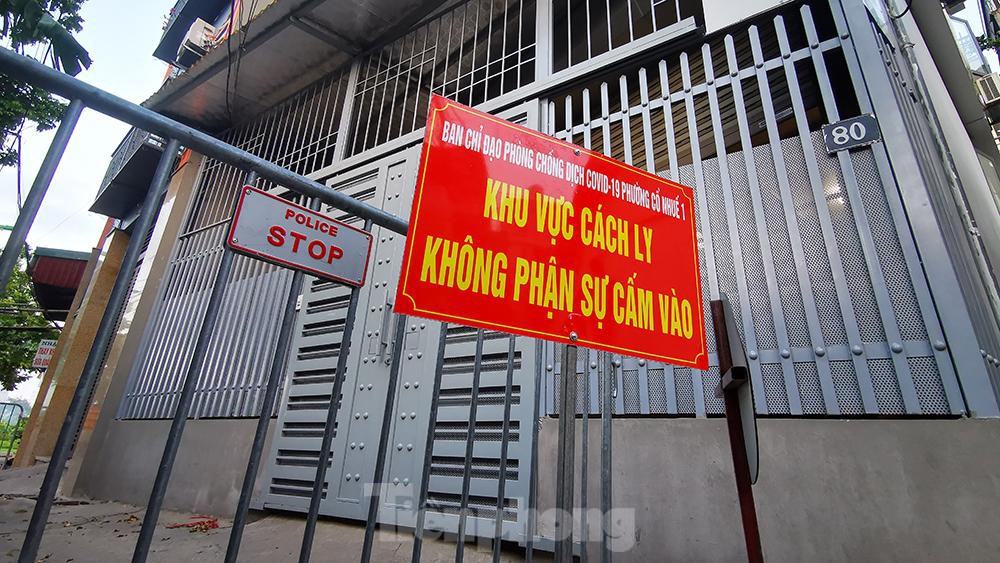 BAN CHỈ ĐẠO PHÒNG CHỐNG DỊCH COVID-19 PHƯỜNG CỔ NHUẾ 1
KHU VỰC CÁCH LY
KHÔNG PHẬN SỰ CẤM VÀO
POLICE
STOP
80
Tiền Phong